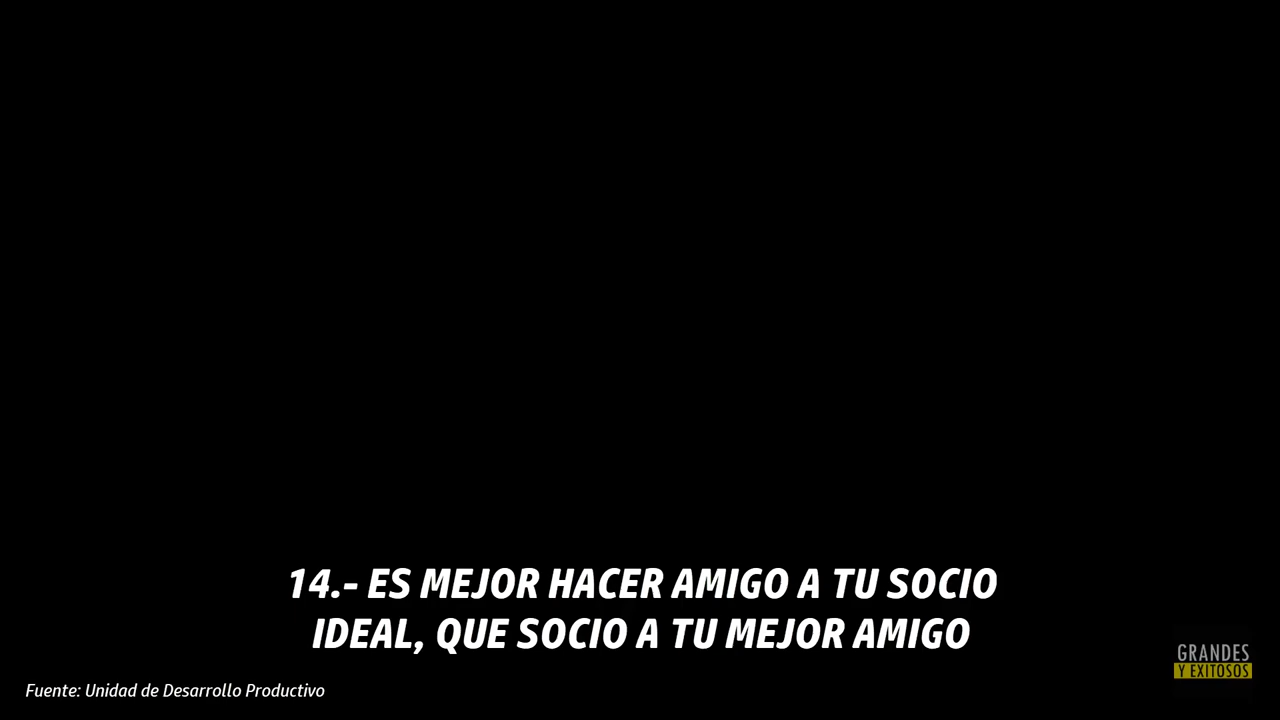 14.- ES MEJOR HACER AMIGO A TU SOCIO
IDEAL, QUE SOCIO A TU MEJOR AMIGO
GRANDES
Y EXITOSOS
Fuente: Unidad de Desarrollo Productivo